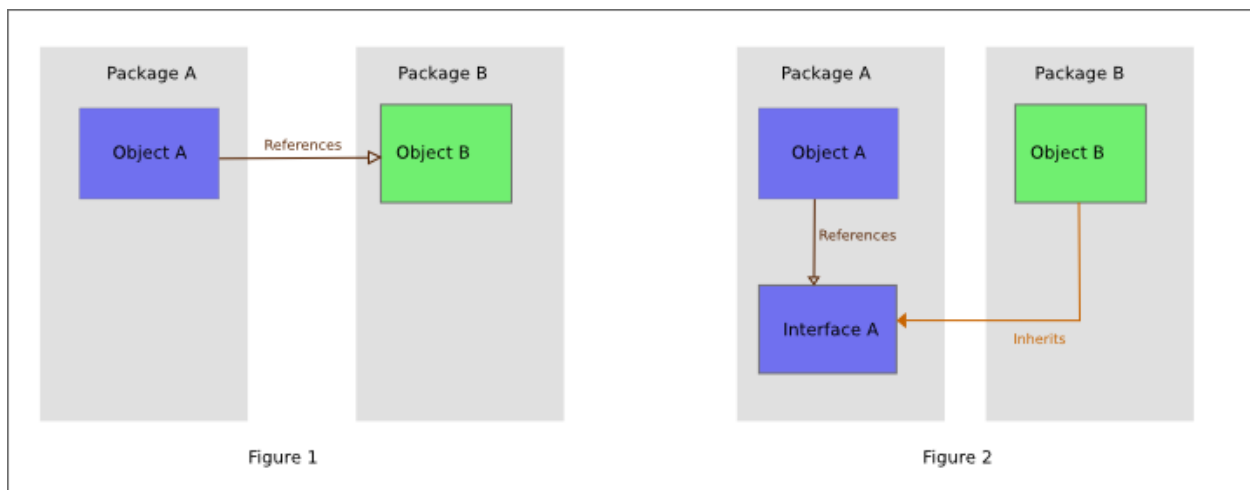 Package A
Object A
References
Package B
Object B
Figure 1
Package A
Object A
References
Interface A
Package B
Object B
Inherits
Figure 2